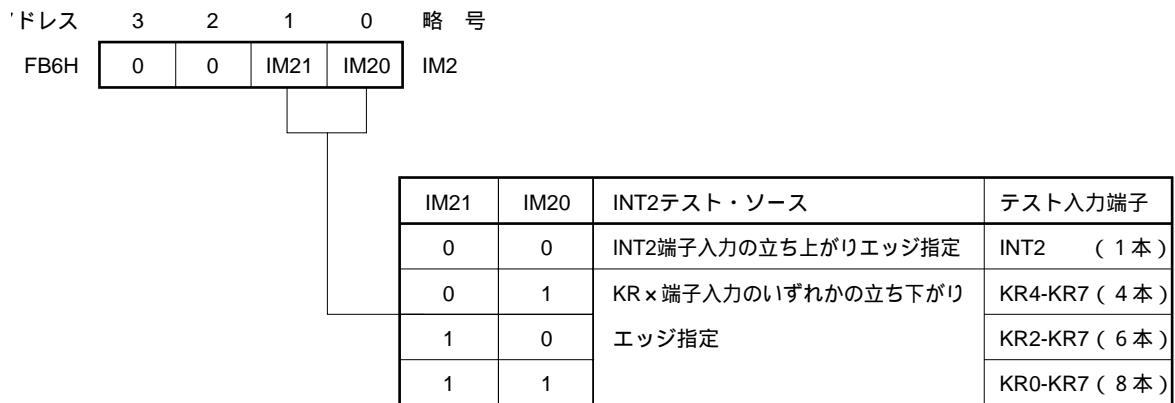 ドレス 3 2 1 0 略 号
FB6H 0 0 IM21 IM20 IM2
IM21 IM20 INT2テスト・ソース テスト入力端子
0 0 INT2端子入力の立ち上がりエッジ指定 INT2 (1本)
0 1 KR×端子入力のいずれかの立ち下がり KR4-KR7(4本)
1 0 エッジ指定 KR2-KR7(6本)
1 1 KR0-KR7(8本)